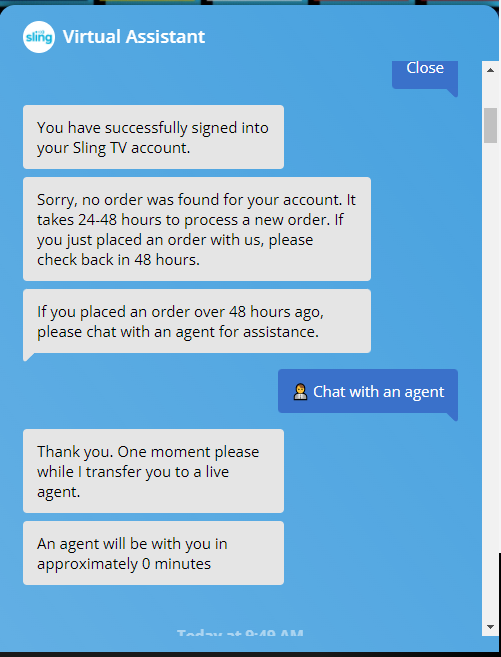 sling
Virtual Assistant
Close
You have successfully signed into
your Sling TV account.
Sorry, no order was found for your account. It
takes 24-48 hours to process a new order. If
you just placed an order with us, please
check back in 48 hours.
If you placed an order over 48 hours ago,
please chat with an agent for assistance.
Chat with an agent
Thank you. One moment please
while I transfer you to a live
agent.
An agent will be with you in
approximately 0 minutes
Today at 9:49 AM